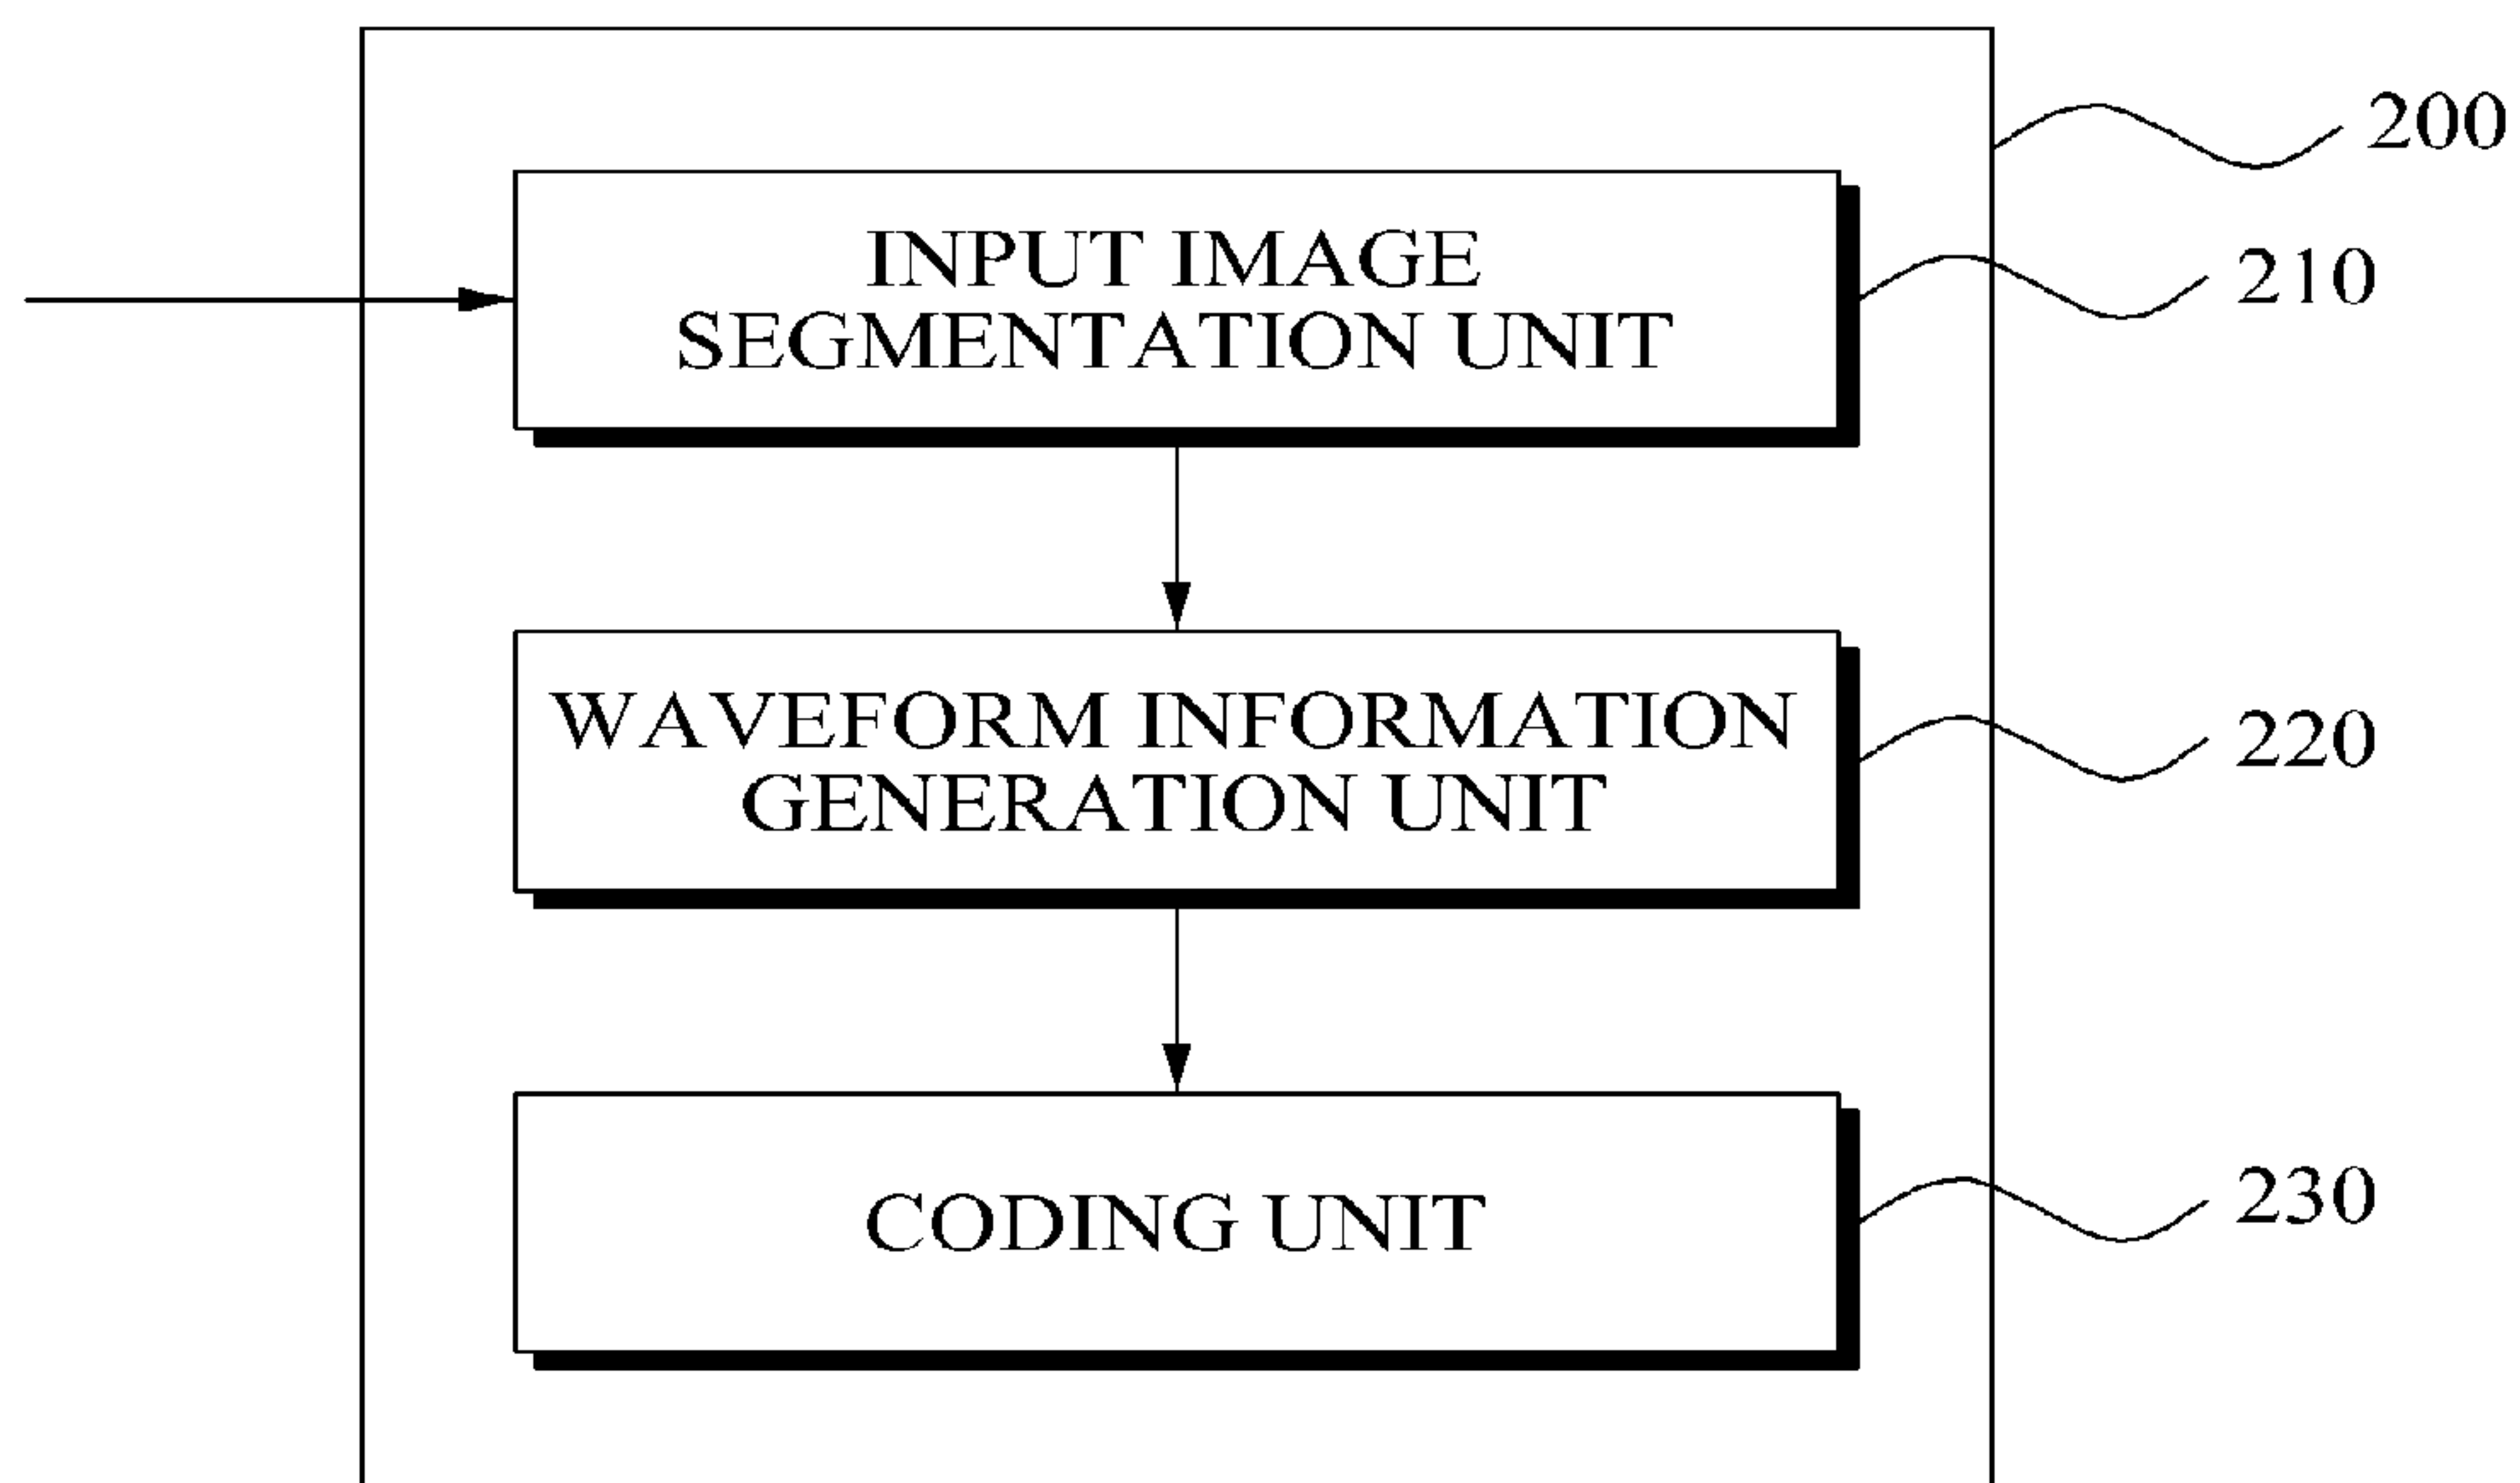 200
INPUT IMAGE
SEGMENTATION UNIT
210
WAVEFORM INFORMATION
GENERATION UNIT
220
CODING UNIT
230